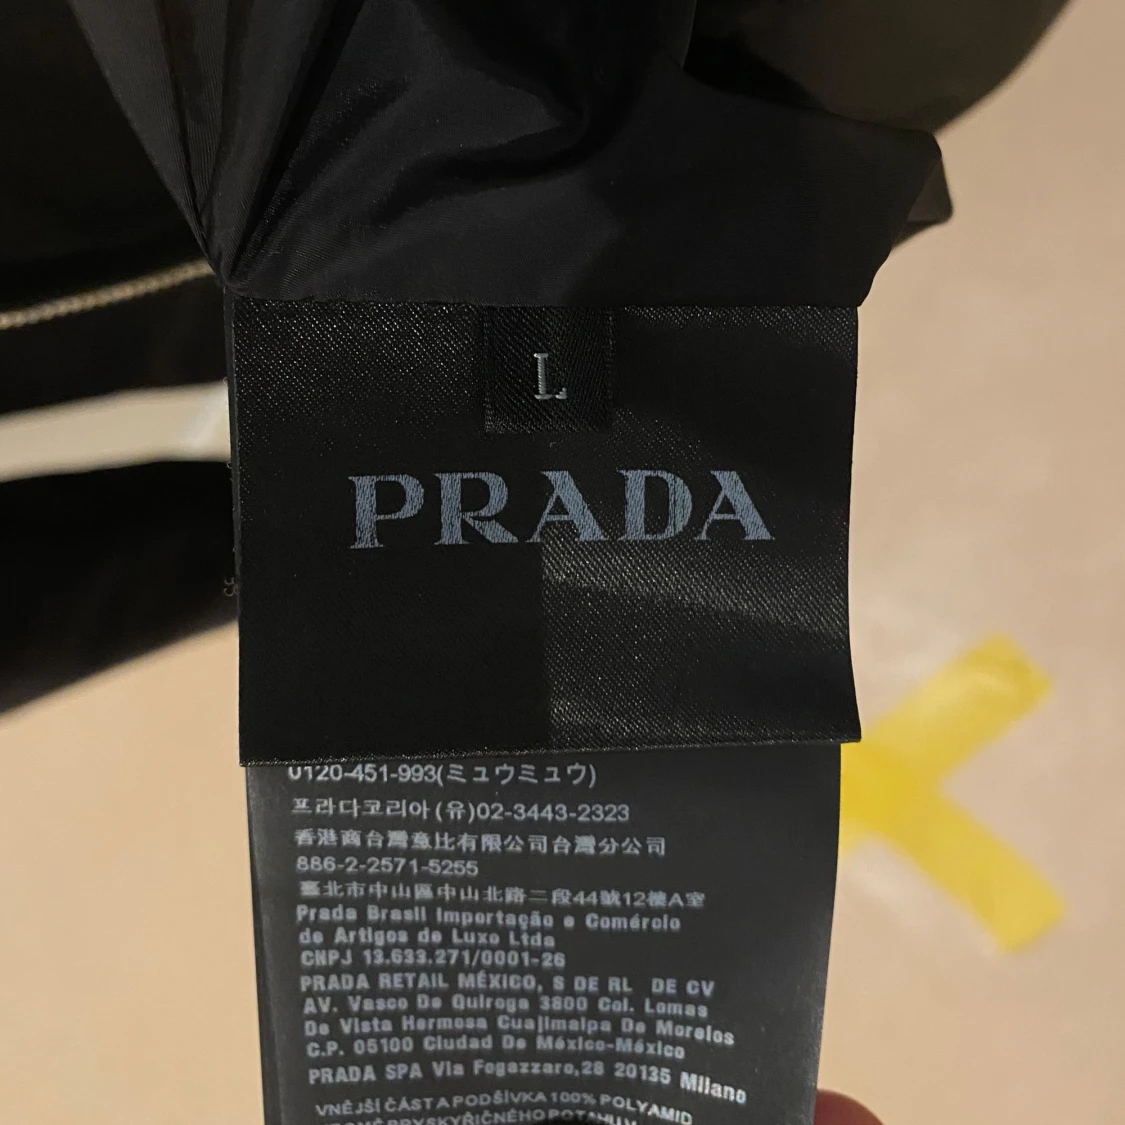 L
PRADA
0120-451-993(ミュウミュウ)
프라다코리아(유)02-3443-2323
香港商台灣意比有限公司台灣分公司
886-2-2571-5255
臺北市中山區中山北路二段44號12樓A室
Prada Brasil Importação e Comércio
de Artigos de Luxo Ltda
CNPJ 13.633.271/0001-26
PRADA RETAIL MÉXICO, S DE RL DE CV
AV. Vasco De Quiroga 3800 Col. Lomas
De Vista Hermosa Cuajimalpa De Morelos
C.P. 05100 Ciudad De México-México
PRADA SPA Via Fogazzaro,28 20135 Milano
VNĚJŠÍ ČÁST A PODŠÍVKA 100% POLYAMID
PRYSKYŘIČNÉHO POTAHU V